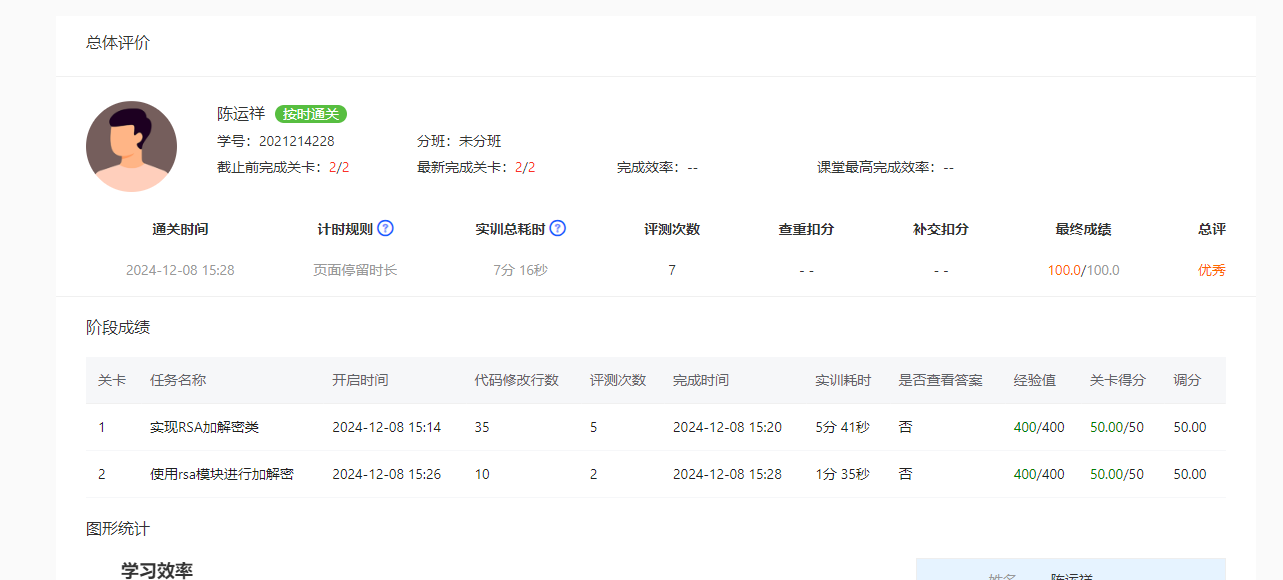 总体评价
陈运祥 按时通关
学号：2021214228 分班：未分班
截止前完成关卡：2/2 最新完成关卡：2/2 完成效率：-- 课堂最高完成效率：--
通关时间 计时规则 ? 实训总耗时 ? 评测次数 查重扣分 补交扣分 最终成绩 总评
2024-12-08 15:28 页面停留时长 7分 16秒 7 - - - - 100.0/100.0 优秀
阶段成绩
关卡 任务名称 开启时间 代码修改行数 评测次数 完成时间 实训耗时 是否查看答案 经验值 关卡得分 调分
1 实现RSA加解密类 2024-12-08 15:14 35 5 2024-12-08 15:20 5分 41秒 否 400/400 50.00/50 50.00
2 使用rsa模块进行加解密 2024-12-08 15:26 10 2 2024-12-08 15:28 1分 35秒 否 400/400 50.00/50 50.00
图形统计
学习效率
姓名 陈运祥